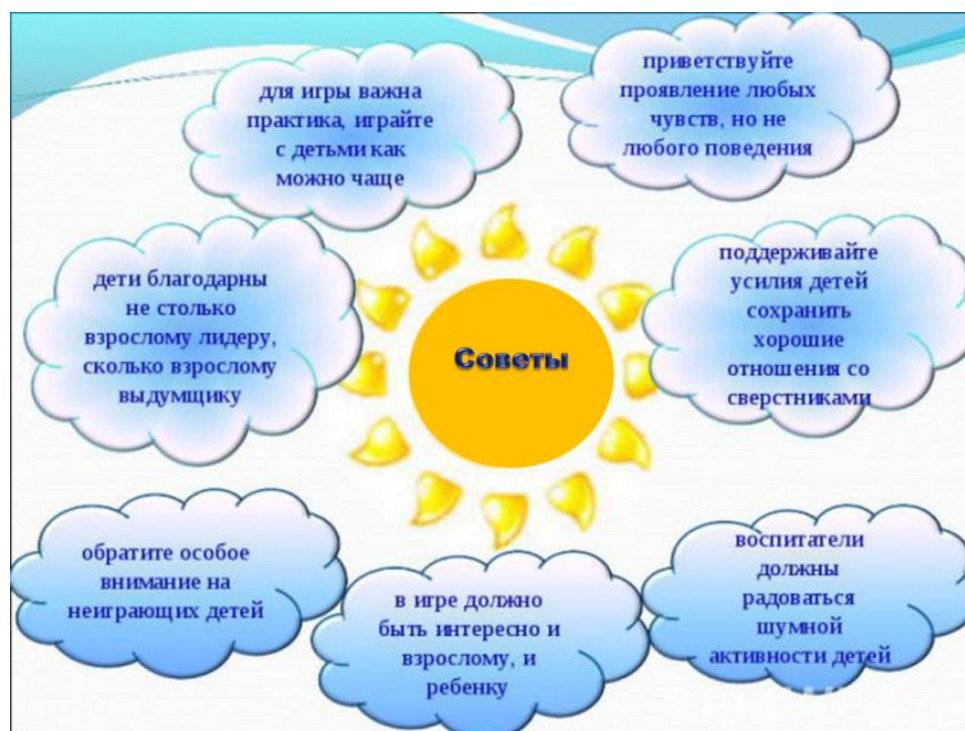 для игры важна
практика, играйте
с детьми как
можно чаще
приветствуйте
проявление любых
чувств, но не
любого поведения
дети благодарны
не столько
взрослому лидеру,
сколько взрослому
выдумщику
Советы
поддерживайте
усилия детей
сохранить
хорошие
отношения со
сверстниками
обратите особое
внимание на
неиграющих детей
в игре должно
быть интересно и
взрослому, и
ребенку
воспитатели
должны
радоваться
шумной
активности детей